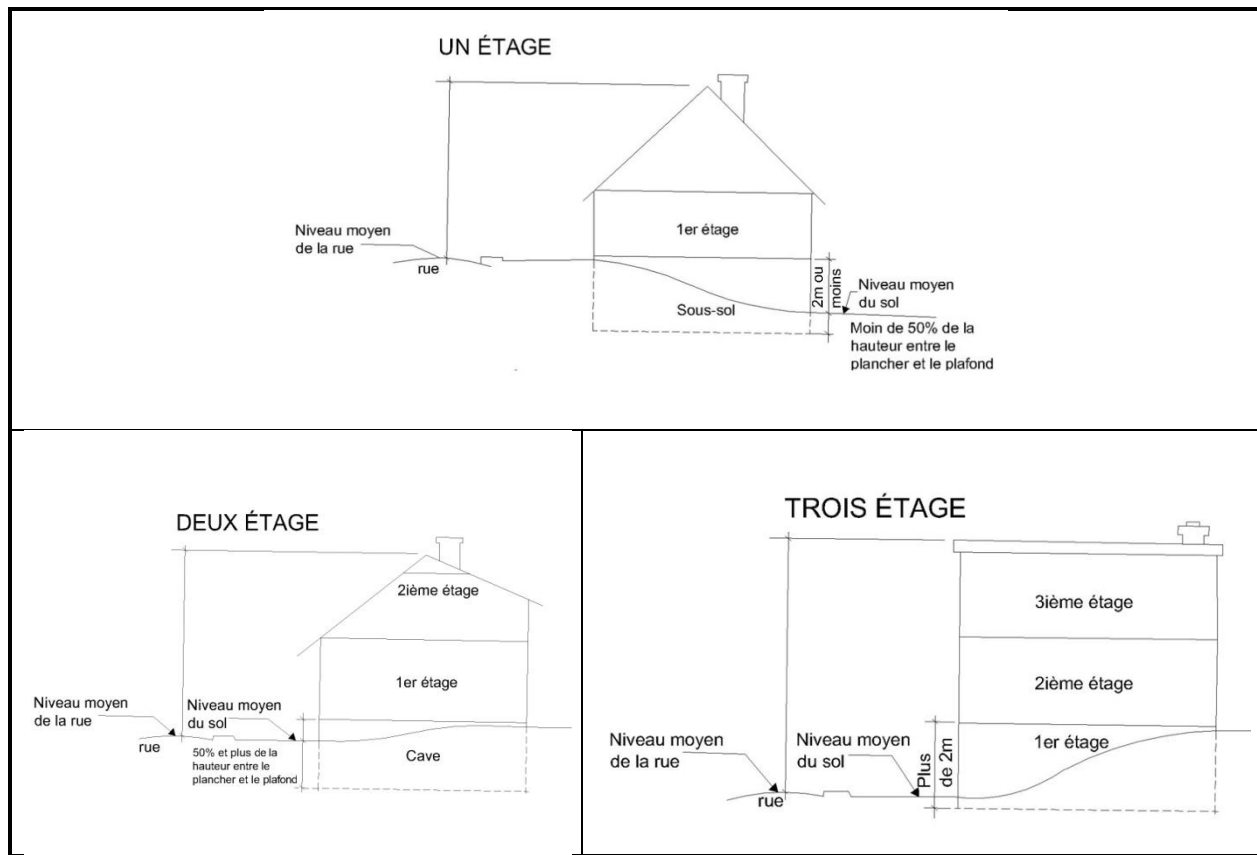 UN ÉTAGE
Niveau moyen
de la rue
rue
1er étage
2m ou
moins
Sous-sol
Niveau moyen
du sol
Moin de 50% de la
hauteur entre le
plancher et le plafond
DEUX ÉTAGE
2ième étage
1er étage
Niveau moyen
de la rue
rue
Niveau moyen
du sol
50% et plus de la
hauteur entre le
plancher et le plafond
Cave
TROIS ÉTAGE
3ième étage
2ième étage
1er étage
Niveau moyen
de la rue
rue
Niveau moyen
du sol
Plus
de 2m